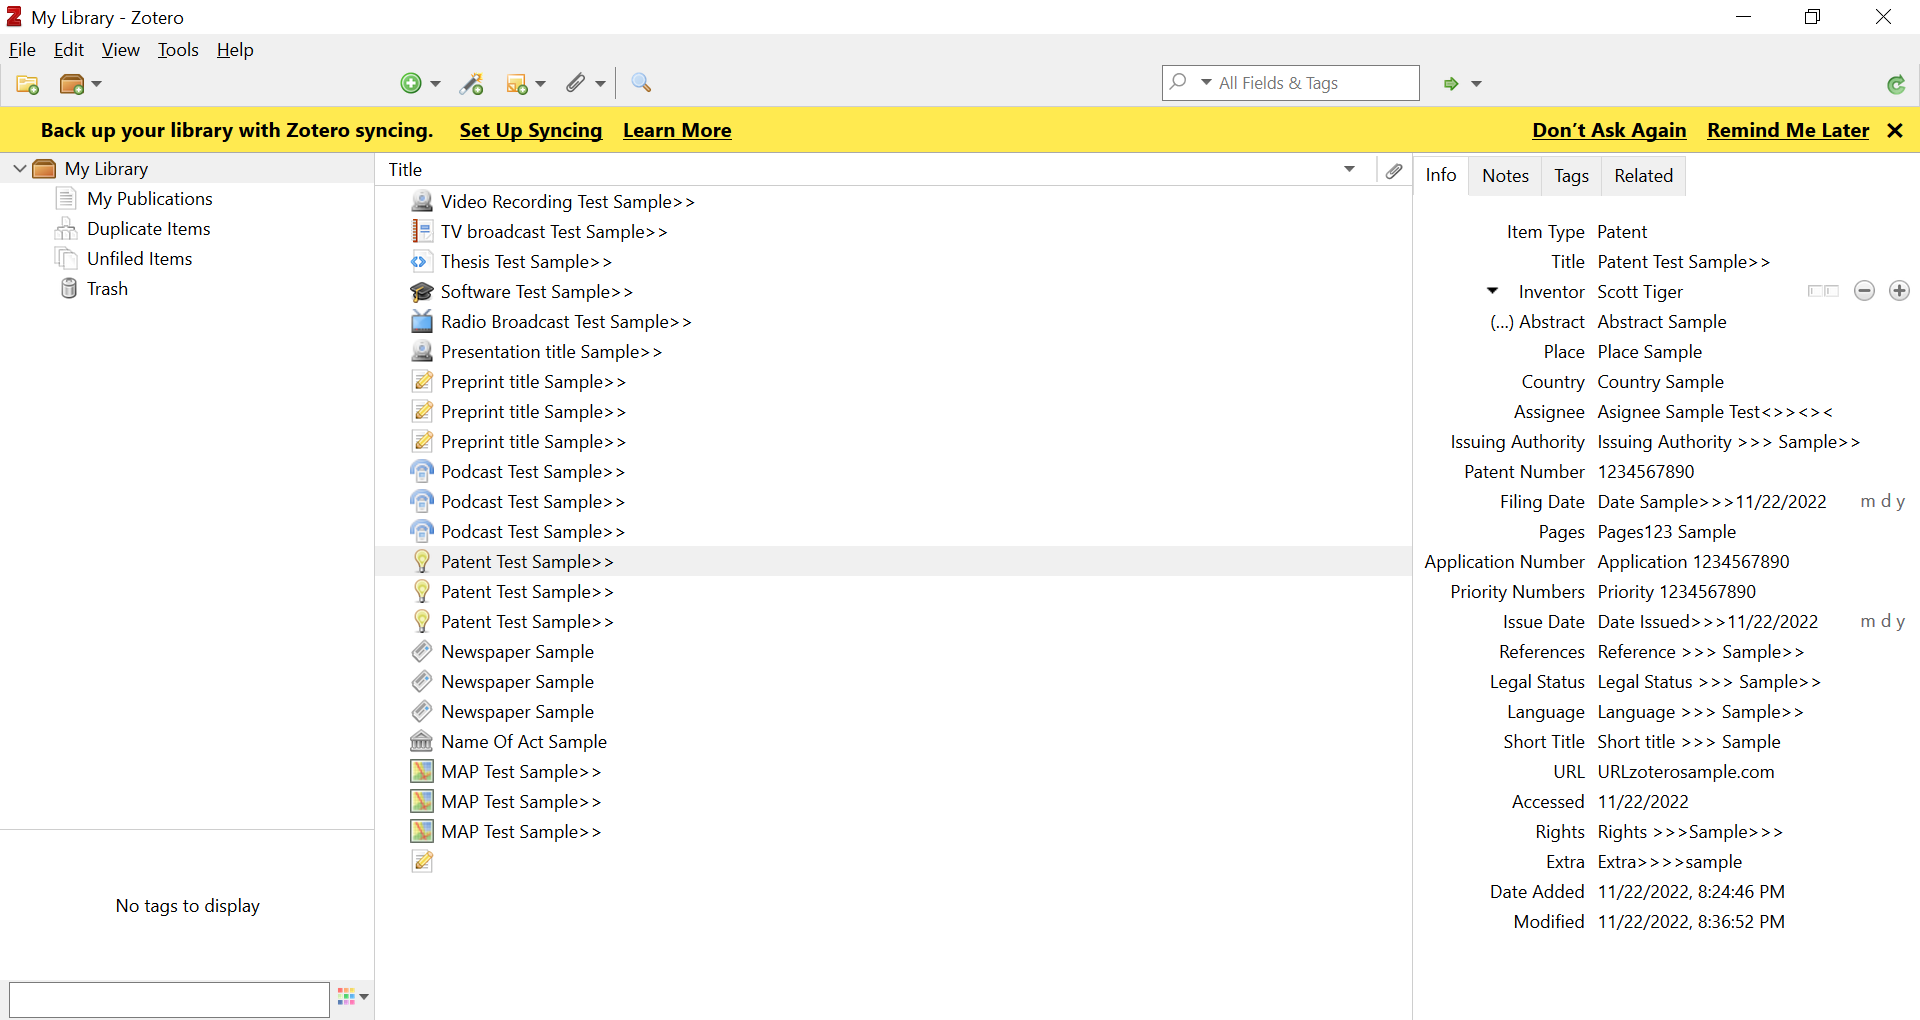 My Library - Zotero
File Edit View Tools Help
All Fields & Tags
Back up your library with Zotero syncing. Set Up Syncing Learn More Don't Ask Again Remind Me Later
My Library
My Publications
Duplicate Items
Unfiled Items
Trash
No tags to display
Title
Video Recording Test Sample>>
TV broadcast Test Sample>>
Thesis Test Sample>>
Software Test Sample>>
Radio Broadcast Test Sample>>
Presentation title Sample>>
Preprint title Sample>>
Preprint title Sample>>
Preprint title Sample>>
Podcast Test Sample>>
Podcast Test Sample>>
Podcast Test Sample>>
Patent Test Sample>>
Patent Test Sample>>
Patent Test Sample>>
Newspaper Sample
Newspaper Sample
Newspaper Sample
Name Of Act Sample
MAP Test Sample>>
MAP Test Sample>>
MAP Test Sample>>
Info Notes Tags Related
Item Type Patent
Title Patent Test Sample>>
Inventor Scott Tiger
(...) Abstract Abstract Sample
Place Place Sample
Country Country Sample
Assignee Asignee Sample Test<>><><
Issuing Authority Issuing Authority >>> Sample>>
Patent Number 1234567890
Filing Date Date Sample>>>11/22/2022 m d y
Pages Pages123 Sample
Application Number Application 1234567890
Priority Numbers Priority 1234567890
Issue Date Date Issued>>>11/22/2022 m d y
References Reference >>> Sample>>
Legal Status Legal Status >>> Sample>>
Language Language >>> Sample>>
Short Title Short title >>> Sample
URL URLzoterosample.com
Accessed 11/22/2022
Rights Rights >>>Sample>>>
Extra Extra>>>>sample
Date Added 11/22/2022, 8:24:46 PM
Modified 11/22/2022, 8:36:52 PM